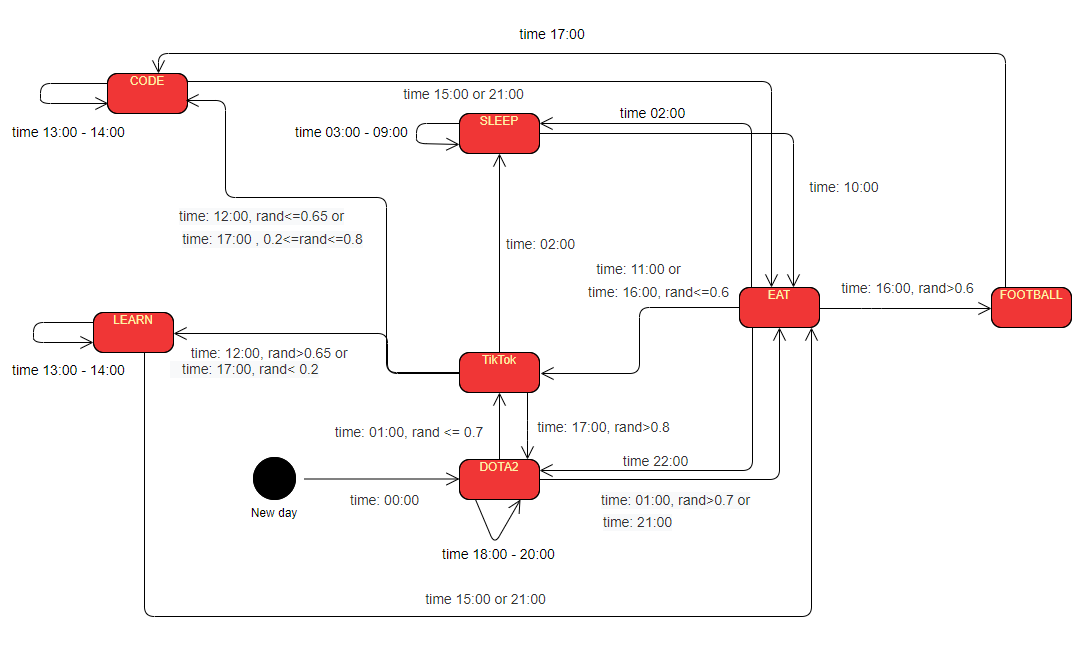 time 17:00
CODE
time 15:00 or 21:00
time 13:00 - 14:00
SLEEP
time 02:00
time 03:00 - 09:00
time: 10:00
time: 12:00, rand<=0.65 or
time: 17:00 , 0.2<=rand<=0.8
time: 02:00
time: 11:00 or
time: 16:00, rand<=0.6
EAT
time: 16:00, rand>0.6
FOOTBALL
LEARN
time: 12:00, rand>0.65 or
time: 17:00, rand< 0.2
time 13:00 - 14:00
TikTok
time: 01:00, rand <= 0.7
time: 17:00, rand>0.8
DOTA2
time 22:00
time: 00:00
New day
time: 01:00, rand>0.7 or
time: 21:00
time 18:00 - 20:00
time 15:00 or 21:00